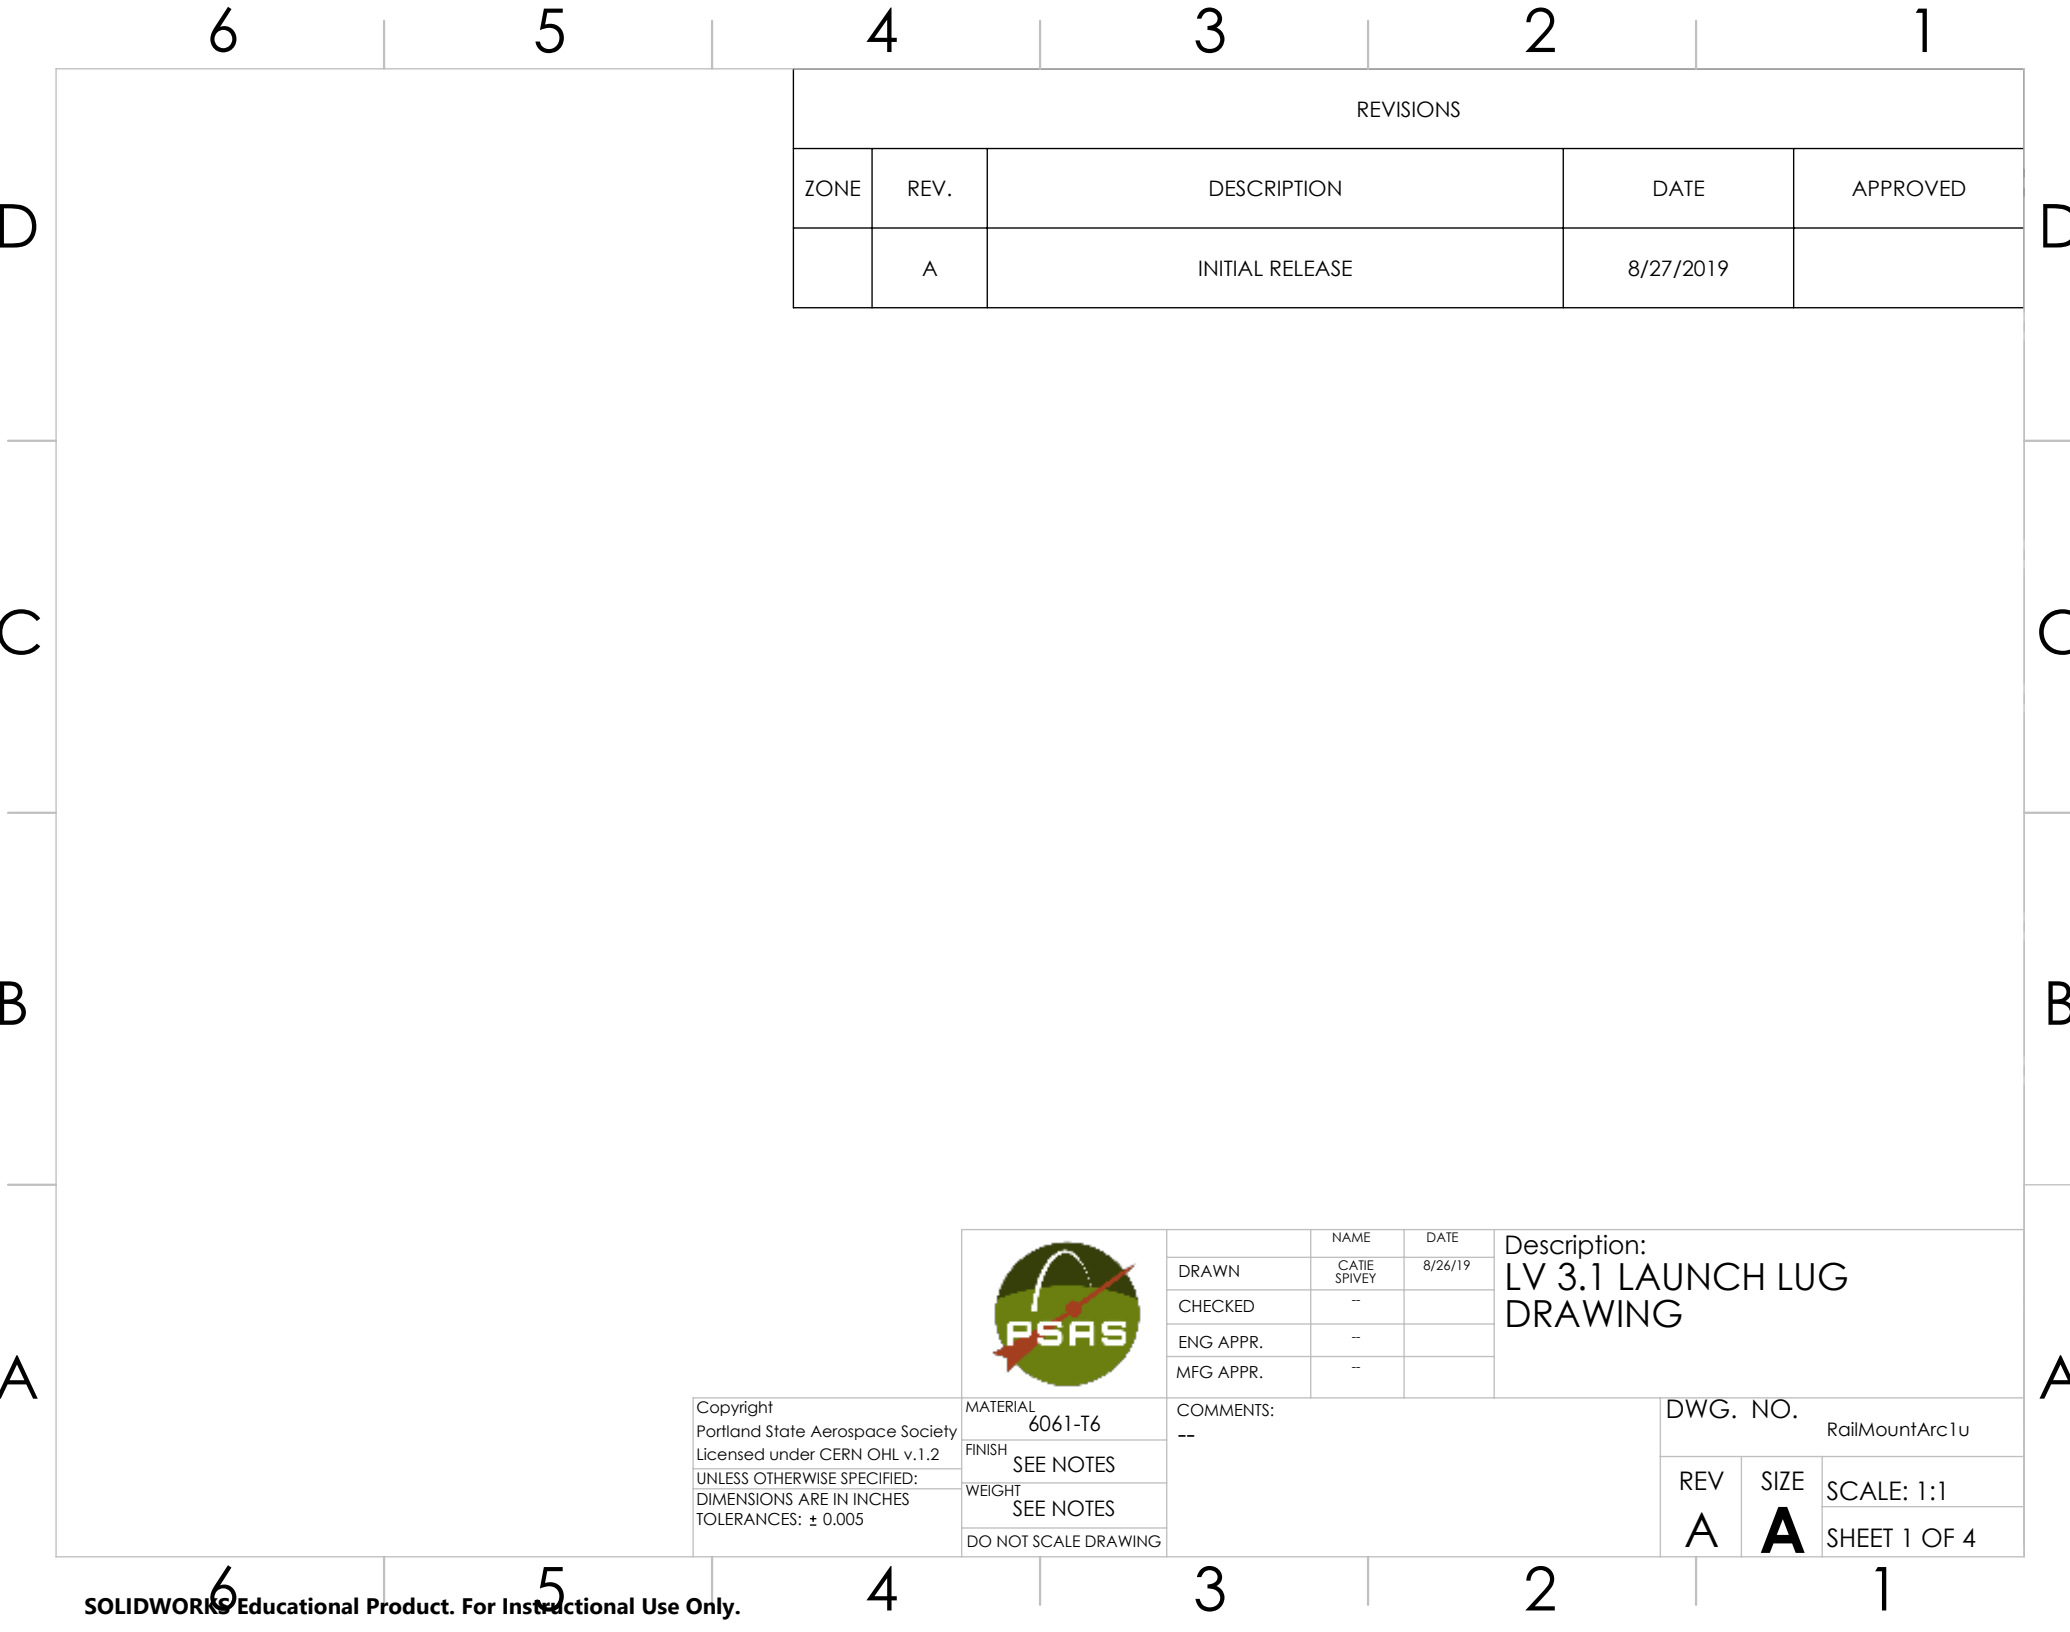 6 5 4 3 2 1
REVISIONS
ZONE REV. DESCRIPTION DATE APPROVED
A INITIAL RELEASE 8/27/2019
D D
C C
B B
A A
NAME DATE
DRAWN CATIE SPIVEY 8/26/19
CHECKED --
ENG APPR. --
MFG APPR. --
Description:
LV 3.1 LAUNCH LUG
DRAWING
PSAS
Copyright
Portland State Aerospace Society
Licensed under CERN OHL v.1.2
UNLESS OTHERWISE SPECIFIED:
DIMENSIONS ARE IN INCHES
TOLERANCES: ± 0.005
MATERIAL
6061-T6
FINISH
SEE NOTES
WEIGHT
SEE NOTES
DO NOT SCALE DRAWING
COMMENTS:
--
DWG. NO.
RailMountArc1u
REV SIZE SCALE: 1:1
A A SHEET 1 OF 4
6 5 4 3 2 1
SOLIDWORKS Educational Product. For Instructional Use Only.